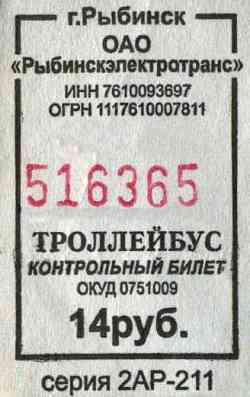 г.Рыбинск
ОАО
«Рыбинскэлектротранс»
ИНН 7610093697
ОГРН 1117610007811
516365
ТРОЛЛЕЙБУС
КОНТРОЛЬНЫЙ БИЛЕТ
ОКУД 0751009
14руб.
серия 2АР-211